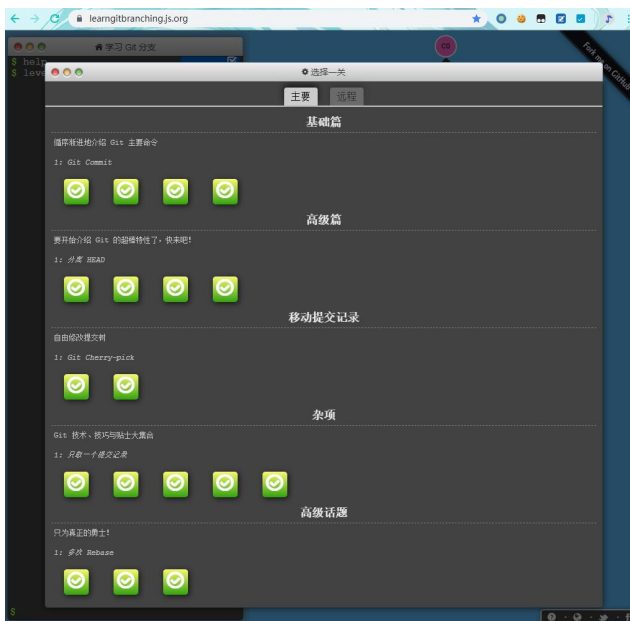 learngitbranching.js.org
学习 Git 分支
$ help
$ leve
C0
Fork me on GitHub
选择一关
主要 远程
基础篇
循序渐进地介绍 Git 主要命令
1: Git Commit
高级篇
要开始介绍 Git 的超棒特性了,快来吧!
1: 分离 HEAD
移动提交记录
自由修改提交树
1: Git Cherry-pick
杂项
Git 技术、技巧与贴士大集合
1: 只取一个提交记录
高级话题
只为真正的勇士!
1: 多次 Rebase
$